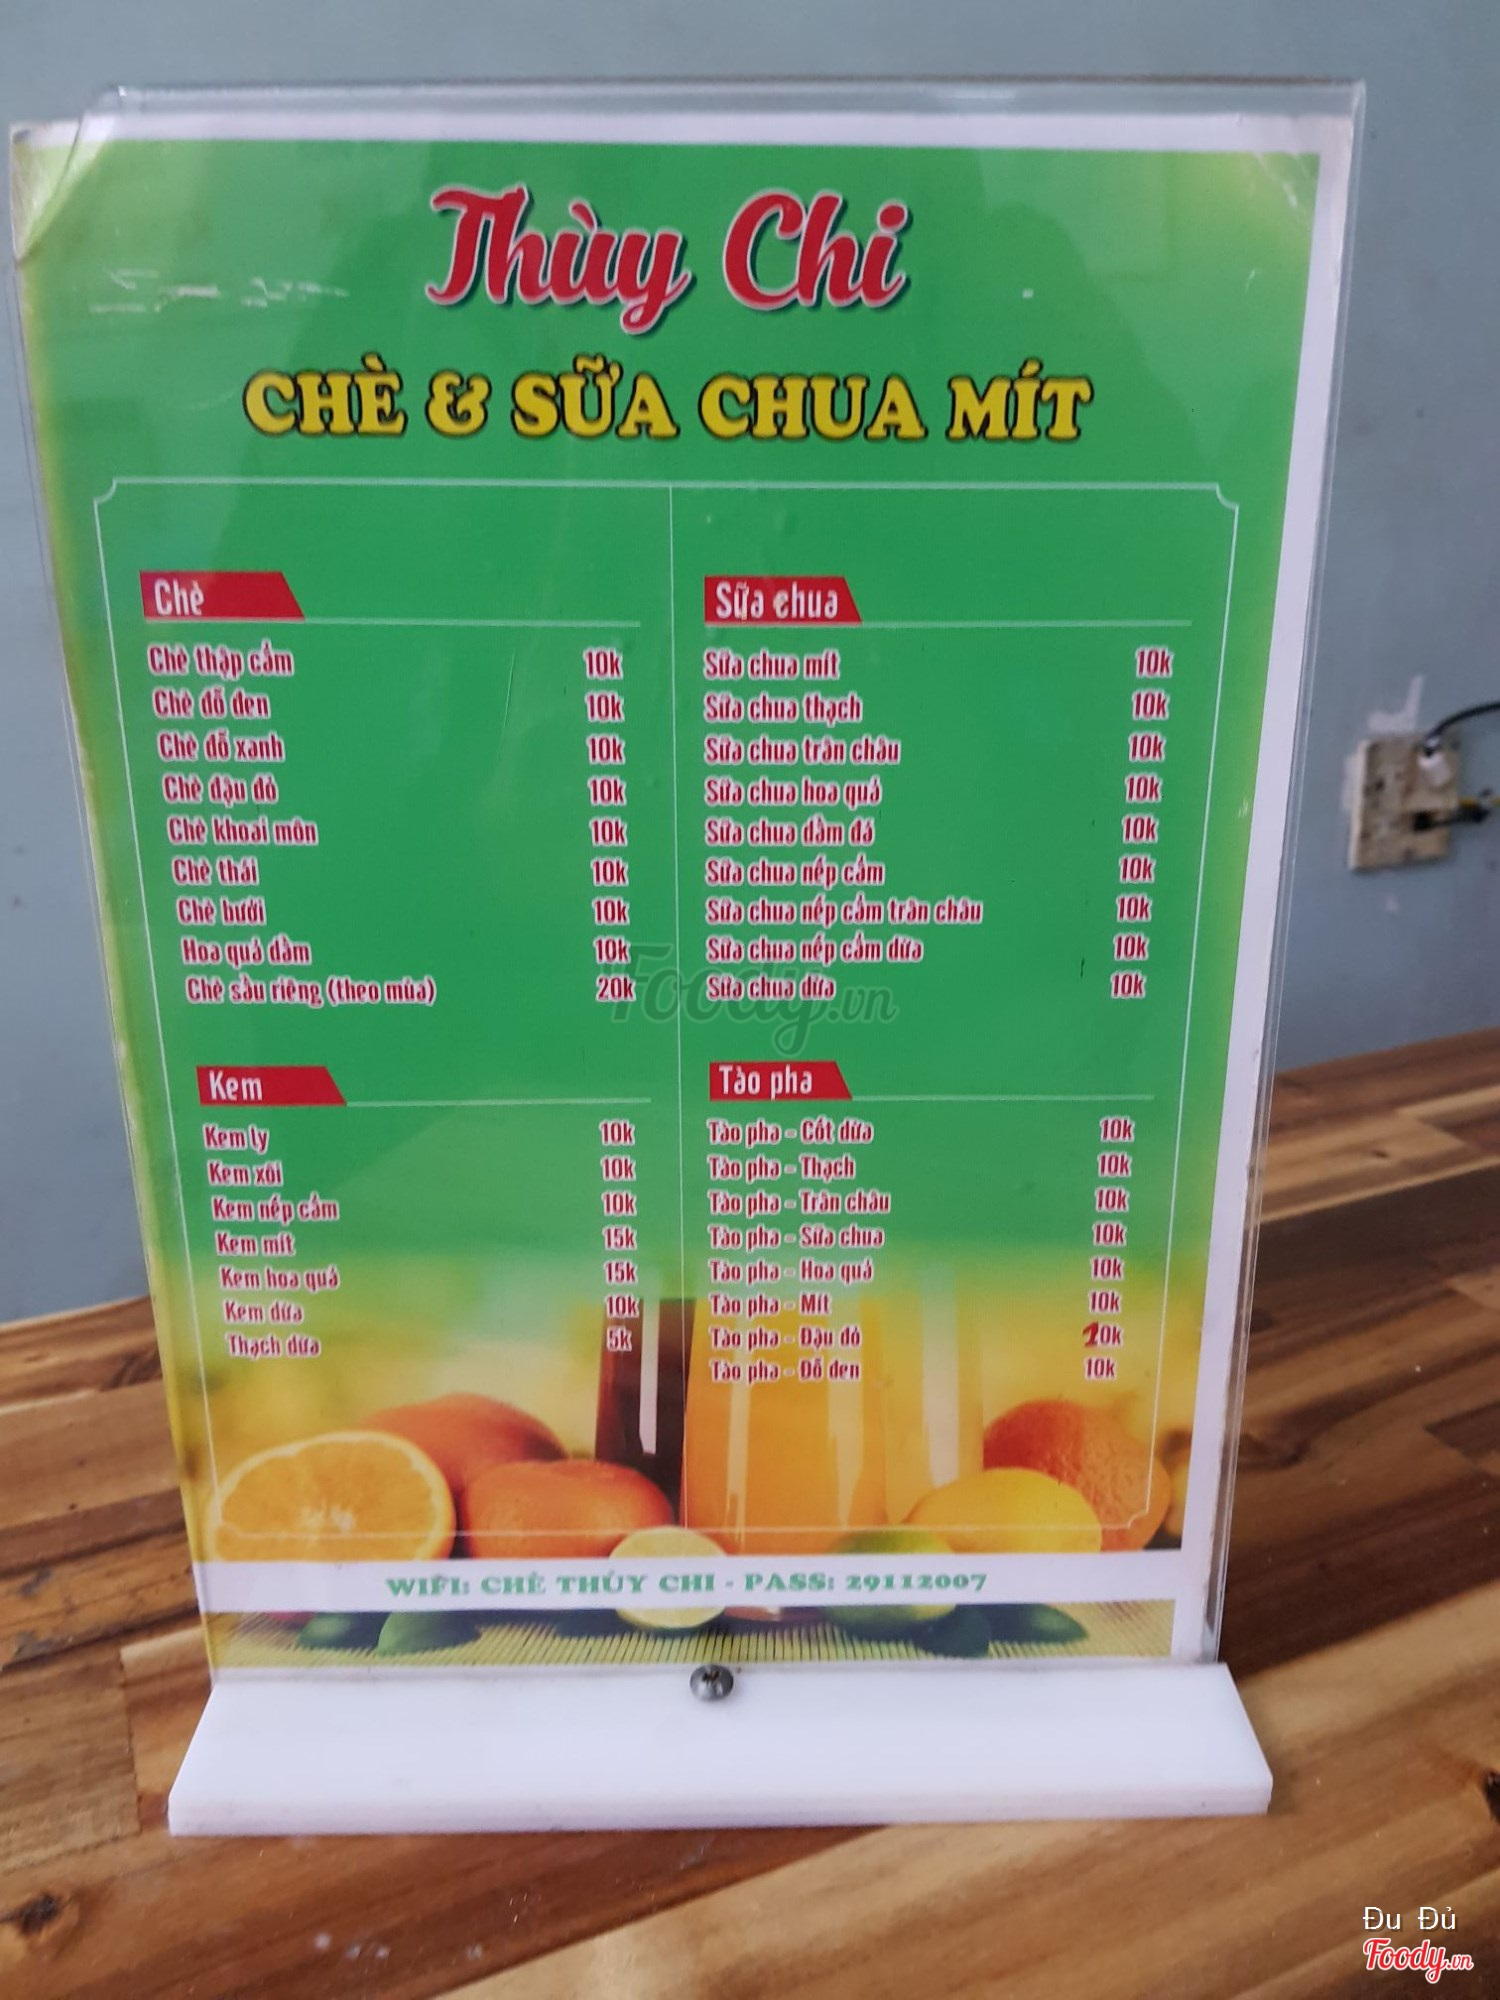 Thùy Chi
CHÈ & SỮA CHUA MÍT
Chè
Chè thập cẩm 10k
Chè đỗ đen 10k
Chè đỗ xanh 10k
Chè đậu đỏ 10k
Chè khoai môn 10k
Chè thái 10k
Chè bưởi 10k
Hoa quả dầm 10k
Chè sầu riêng (theo mùa) 20k
Sữa chua
Sữa chua mít 10k
Sữa chua thạch 10k
Sữa chua trân châu 10k
Sữa chua hoa quả 10k
Sữa chua dầm đá 10k
Sữa chua nếp cẩm 10k
Sữa chua nếp cẩm trân châu 10k
Sữa chua nếp cẩm dừa 10k
Sữa chua dừa 10k
Kem
Kem ly 10k
Kem xôi 10k
Kem nếp cẩm 10k
Kem mít 15k
Kem hoa quả 15k
Kem dừa 10k
Thạch dừa 5k
Tào pha
Tào pha - Cốt dừa 10k
Tào pha - Thạch 10k
Tào pha - Trân châu 10k
Tào pha - Sữa chua 10k
Tào pha - Hoa quả 10k
Tào pha - Mít 10k
Tào pha - Đậu đỏ 10k
Tào pha - Đỗ đen 10k
WIFI: CHÈ THÙY CHI - PASS: 29112007
Foody.vn
Đu Đủ
Foody.vn